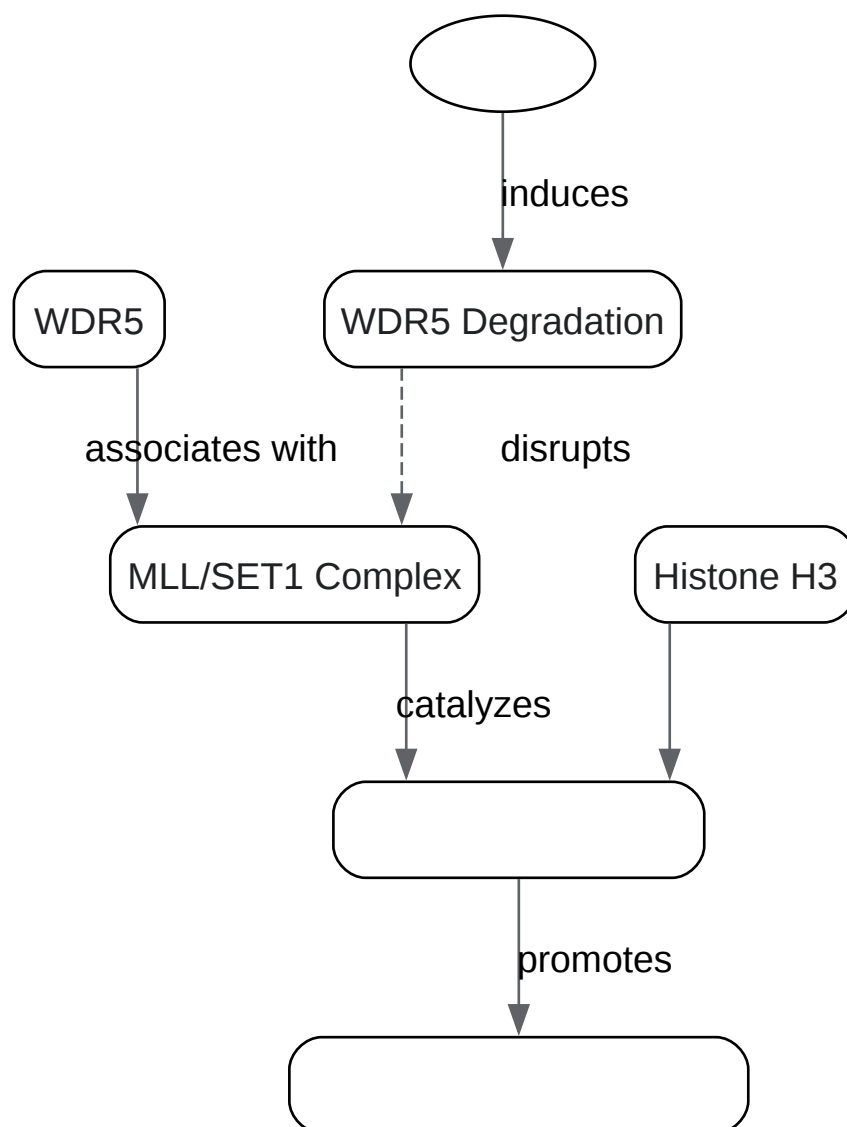 induces
WDR5
WDR5 Degradation
associates with
disrupts
MLL/SET1 Complex
Histone H3
catalyzes
promotes